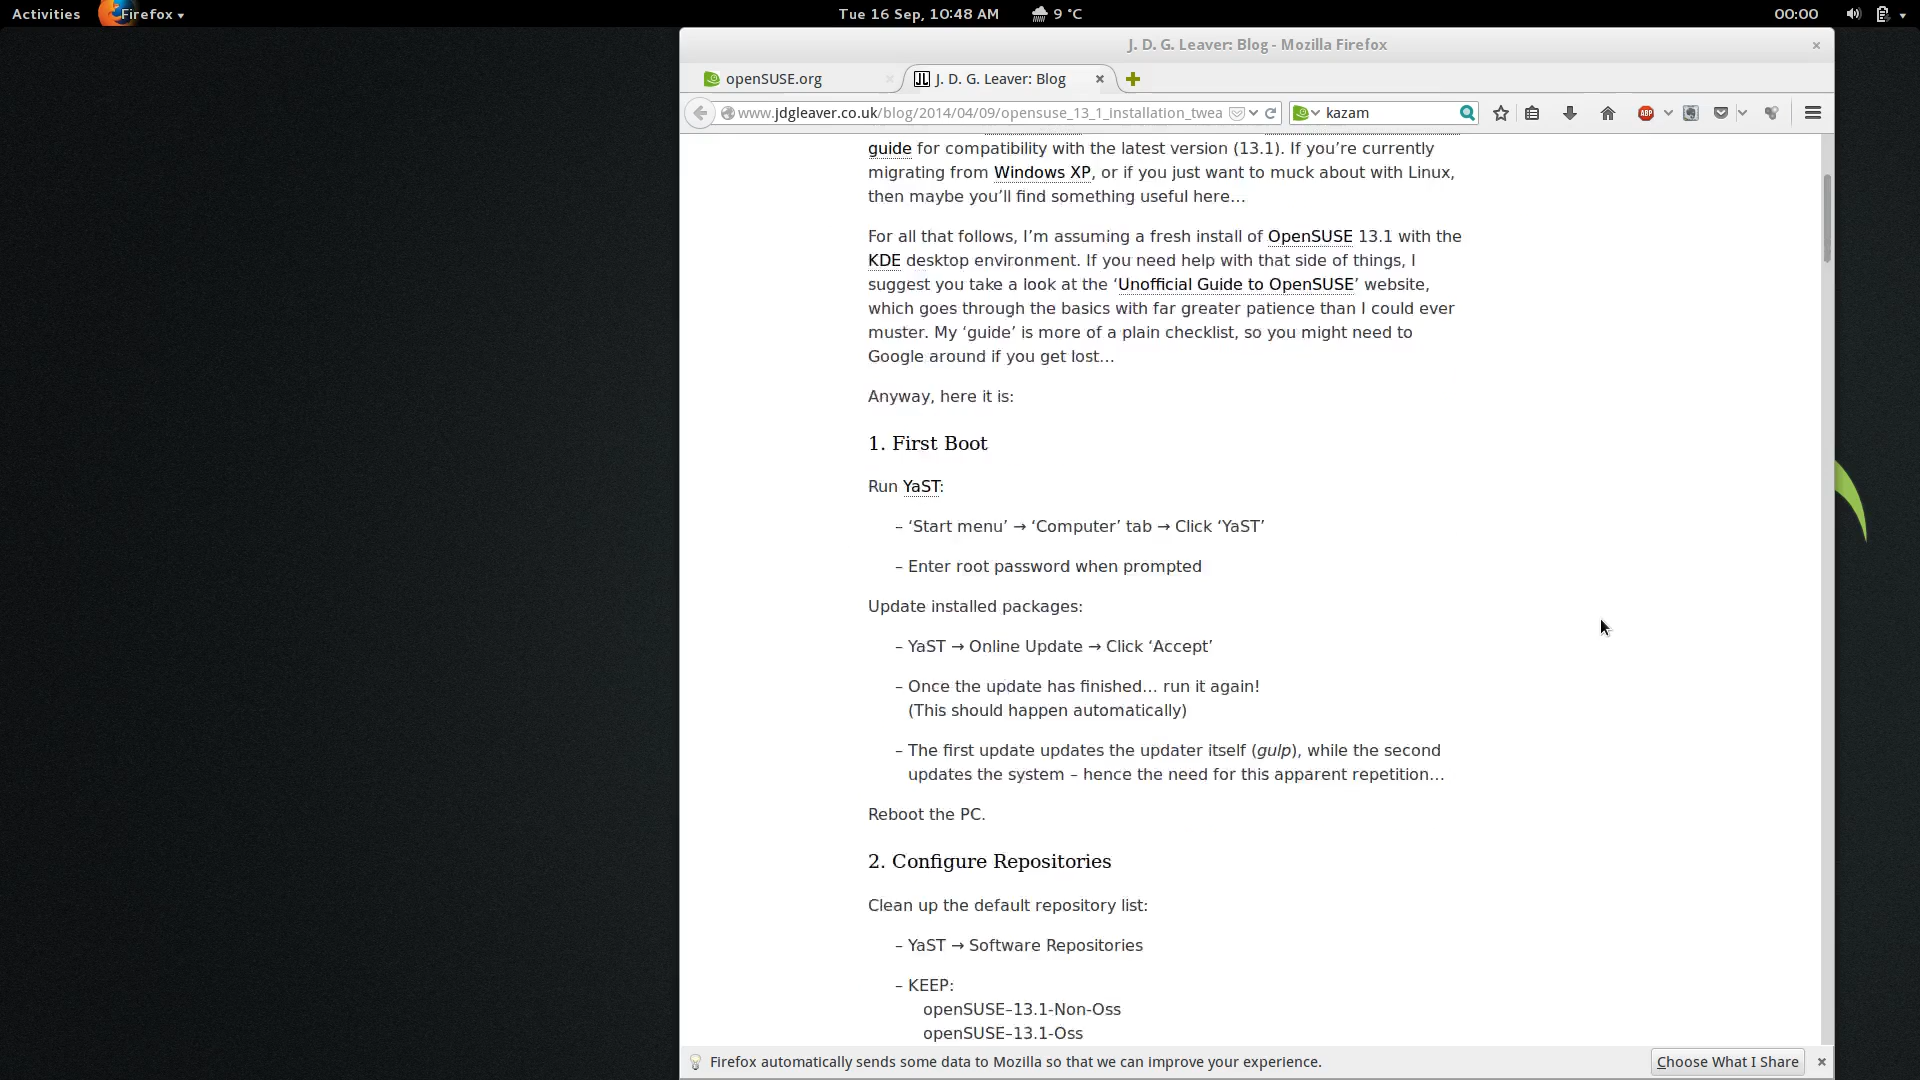 Activities Firefox Tue 16 Sep, 10:48 AM 9 °C 00:00
J. D. G. Leaver: Blog - Mozilla Firefox
openSUSE.org J. D. G. Leaver: Blog
www.jdgleaver.co.uk/blog/2014/04/09/opensuse_13_1_installation_twea kazam ABP
guide for compatibility with the latest version (13.1). If you’re currently
migrating from Windows XP, or if you just want to muck about with Linux,
then maybe you’ll find something useful here…
For all that follows, I’m assuming a fresh install of OpenSUSE 13.1 with the
KDE desktop environment. If you need help with that side of things, I
suggest you take a look at the ‘Unofficial Guide to OpenSUSE’ website,
which goes through the basics with far greater patience than I could ever
muster. My ‘guide’ is more of a plain checklist, so you might need to
Google around if you get lost…
Anyway, here it is:
1. First Boot
Run YaST:
– ‘Start menu’ → ‘Computer’ tab → Click ‘YaST’
– Enter root password when prompted
Update installed packages:
– YaST → Online Update → Click ‘Accept’
– Once the update has finished… run it again!
(This should happen automatically)
– The first update updates the updater itself (gulp), while the second
updates the system – hence the need for this apparent repetition…
Reboot the PC.
2. Configure Repositories
Clean up the default repository list:
– YaST → Software Repositories
– KEEP:
openSUSE–13.1-Non-Oss
openSUSE–13.1-Oss
Firefox automatically sends some data to Mozilla so that we can improve your experience. Choose What I Share